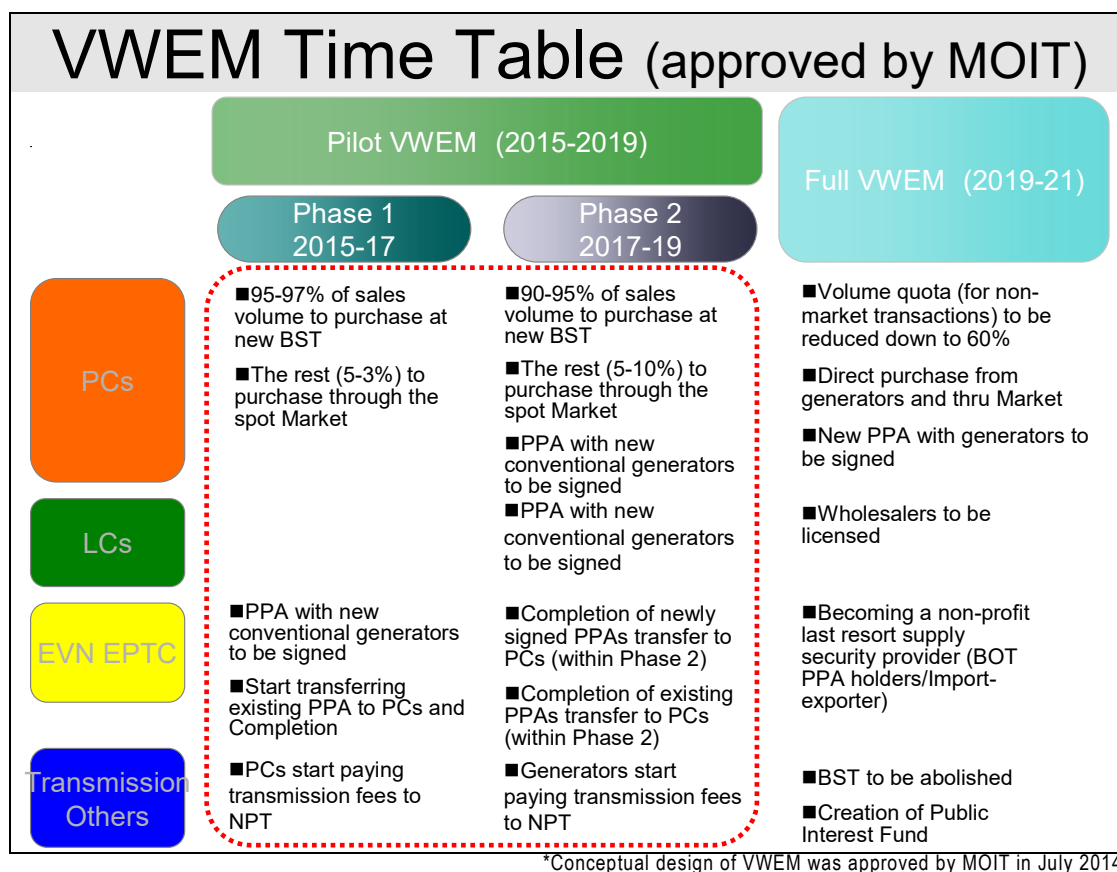 VWEM Time Table (approved by MOIT)
Pilot VWEM (2015-2019)
Full VWEM (2019-21)
Phase 1
2015-17
Phase 2
2017-19
PCs
■95-97% of sales
volume to purchase at
new BST
■The rest (5-3%) to
purchase through the
spot Market
■90-95% of sales
volume to purchase at
new BST
■The rest (5-10%) to
purchase through the
spot Market
■PPA with new
conventional generators
to be signed
■Volume quota (for non-
market transactions) to be
reduced down to 60%
■Direct purchase from
generators and thru Market
■New PPA with generators to
be signed
LCs
■PPA with new
conventional generators
to be signed
■Wholesalers to be
licensed
EVN EPTC
■PPA with new
conventional generators
to be signed
■Start transferring
existing PPA to PCs and
Completion
■Completion of newly
signed PPAs transfer to
PCs (within Phase 2)
■Completion of existing
PPAs transfer to PCs
(within Phase 2)
■Becoming a non-profit
last resort supply
security provider (BOT
PPA holders/Import-
exporter)
Transmission
Others
■PCs start paying
transmission fees to
NPT
■Generators start
paying transmission fees
to NPT
■BST to be abolished
■Creation of Public
Interest Fund
*Conceptual design of VWEM was approved by MOIT in July 2014